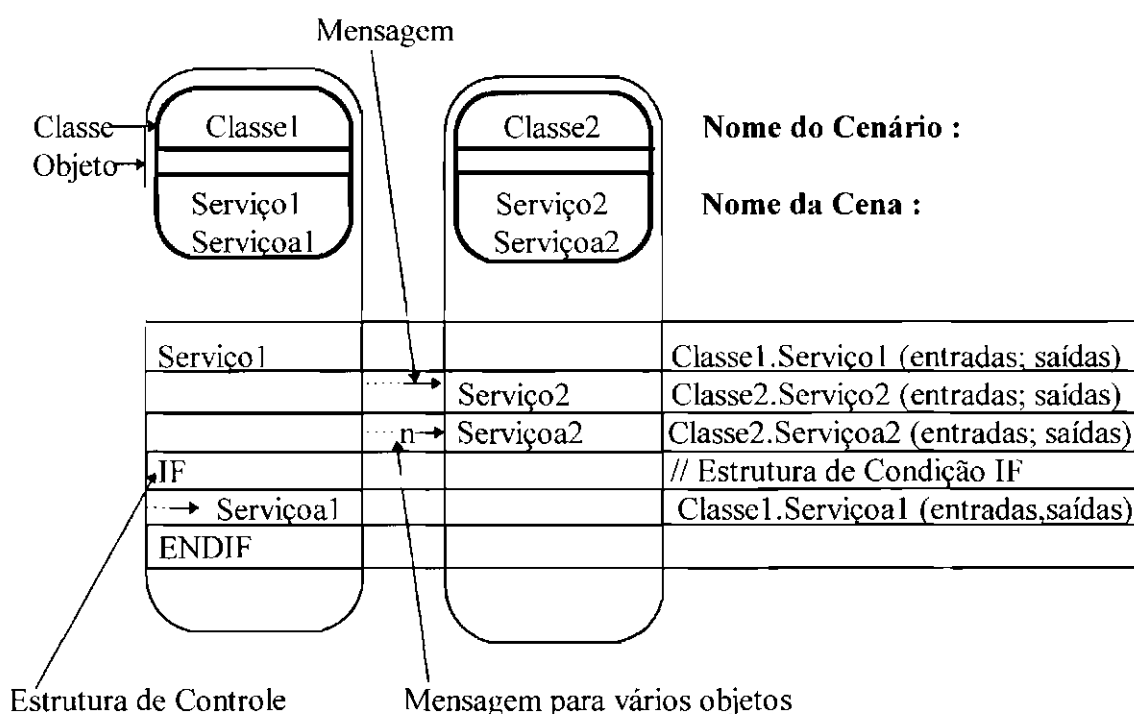 Mensagem
Classe
Classe1
Classe2
Nome do Cenário :
Objeto
Serviço1
Serviço2
Nome da Cena :
Serviçoa1
Serviçoa2
Serviço1
Classe1.Serviço1 (entradas; saídas)
Serviço2
Classe2.Serviço2 (entradas; saídas)
n
Serviçoa2
Classe2.Serviçoa2 (entradas; saídas)
IF
// Estrutura de Condição IF
Serviçoa1
Classe1.Serviçoa1 (entradas,saídas)
ENDIF
Estrutura de Controle
Mensagem para vários objetos